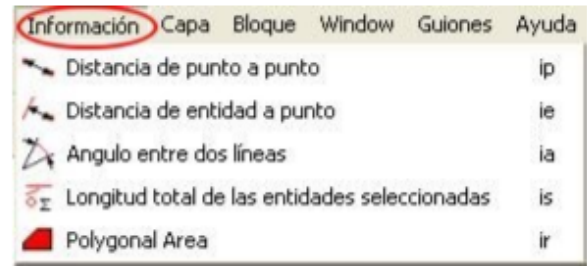 Información Capa Bloque Window Guiones Ayuda
Distancia de punto a punto ip
Distancia de entidad a punto ie
Angulo entre dos líneas ia
Longitud total de las entidades seleccionadas is
Polygonal Area ir